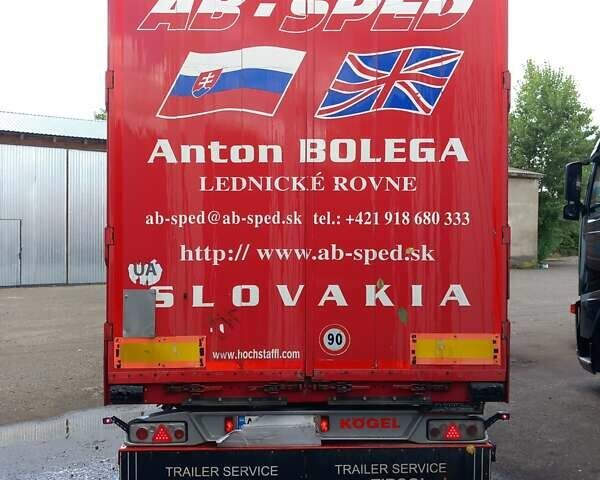 AB-SPED
Anton BOLEGA
LEDNICKÉ ROVNE
ab-sped@ab-sped.sk tel.: +421 918 680 333
http:// www.ab-sped.sk
UA
SLOVAKIA
90
www.hochstaffl.com
KÖGEL
TRAILER SERVICE TRAILER SERVICE